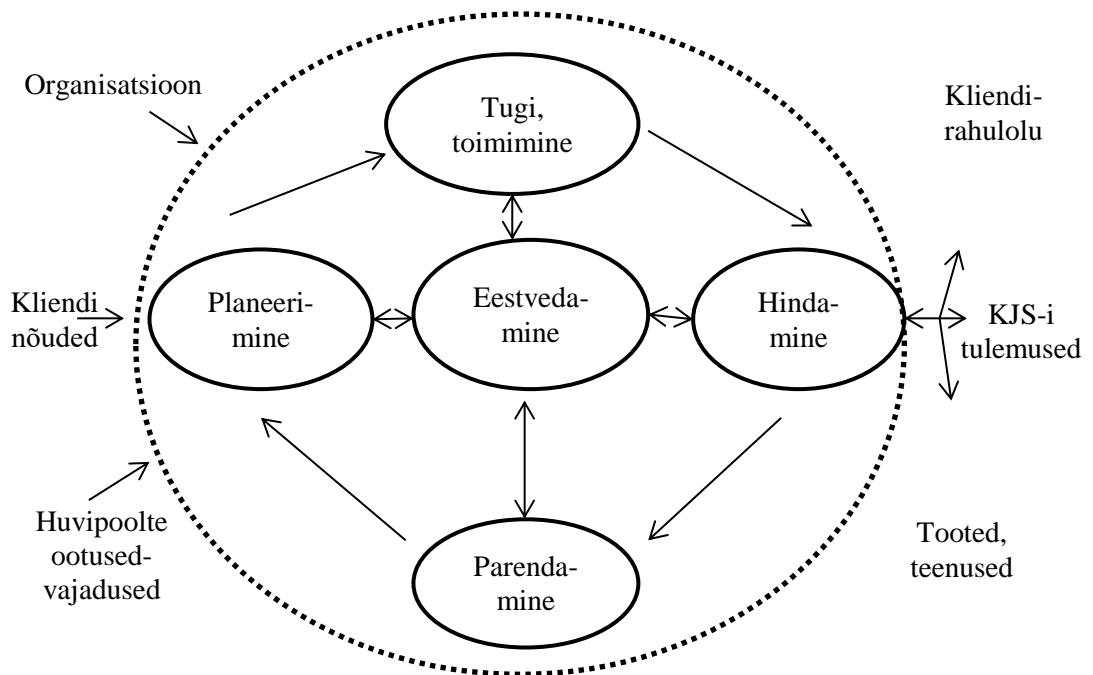 Organisatsioon
Tugi,
toimimine
Kliendi-
rahulolu
Kliendi
nõuded
Planeeri-
mine
Eestveda-
mine
Hinda-
mine
KJS-i
tulemused
Huvipoolte
ootused-
vajadused
Parenda-
mine
Tooted,
teenused